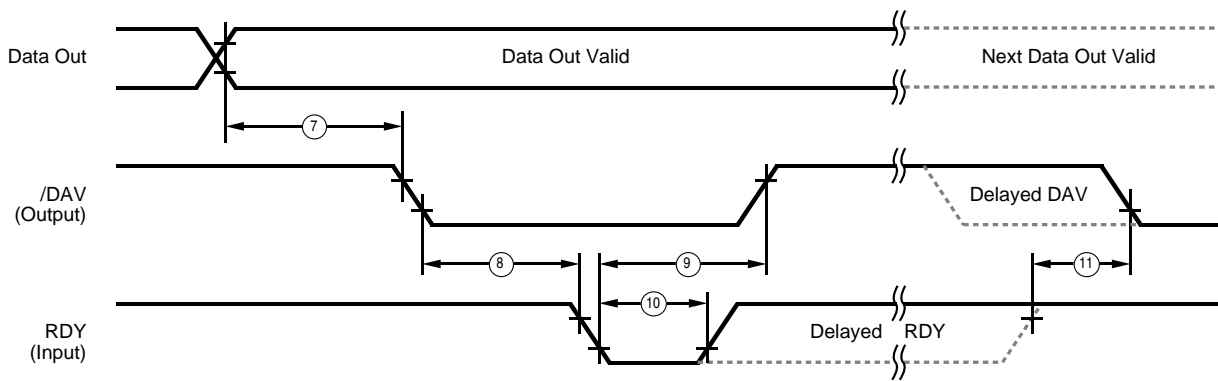 Data Out
Data Out Valid
Next Data Out Valid
7
/DAV
(Output)
Delayed DAV
8
9
11
10
RDY
(Input)
Delayed RDY